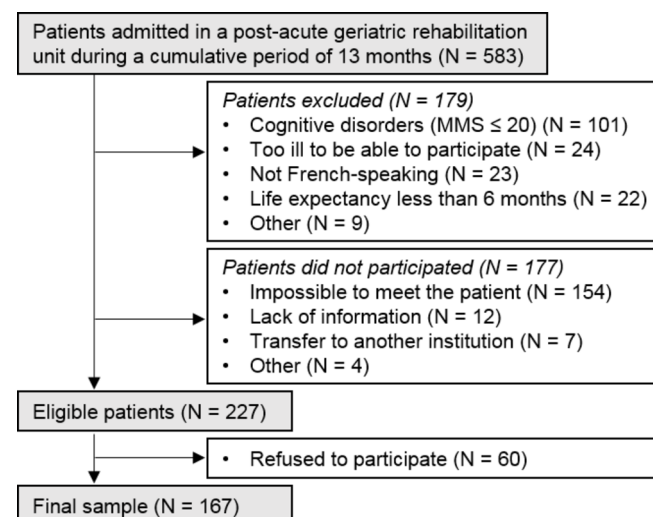 Patients admitted in a post-acute geriatric rehabilitation
unit during a cumulative period of 13 months (N = 583)
Patients excluded (N = 179)
• Cognitive disorders (MMS ≤ 20) (N = 101)
• Too ill to be able to participate (N = 24)
• Not French-speaking (N = 23)
• Life expectancy less than 6 months (N = 22)
• Other (N = 9)
Patients did not participated (N = 177)
• Impossible to meet the patient (N = 154)
• Lack of information (N = 12)
• Transfer to another institution (N = 7)
• Other (N = 4)
Eligible patients (N = 227)
• Refused to participate (N = 60)
Final sample (N = 167)